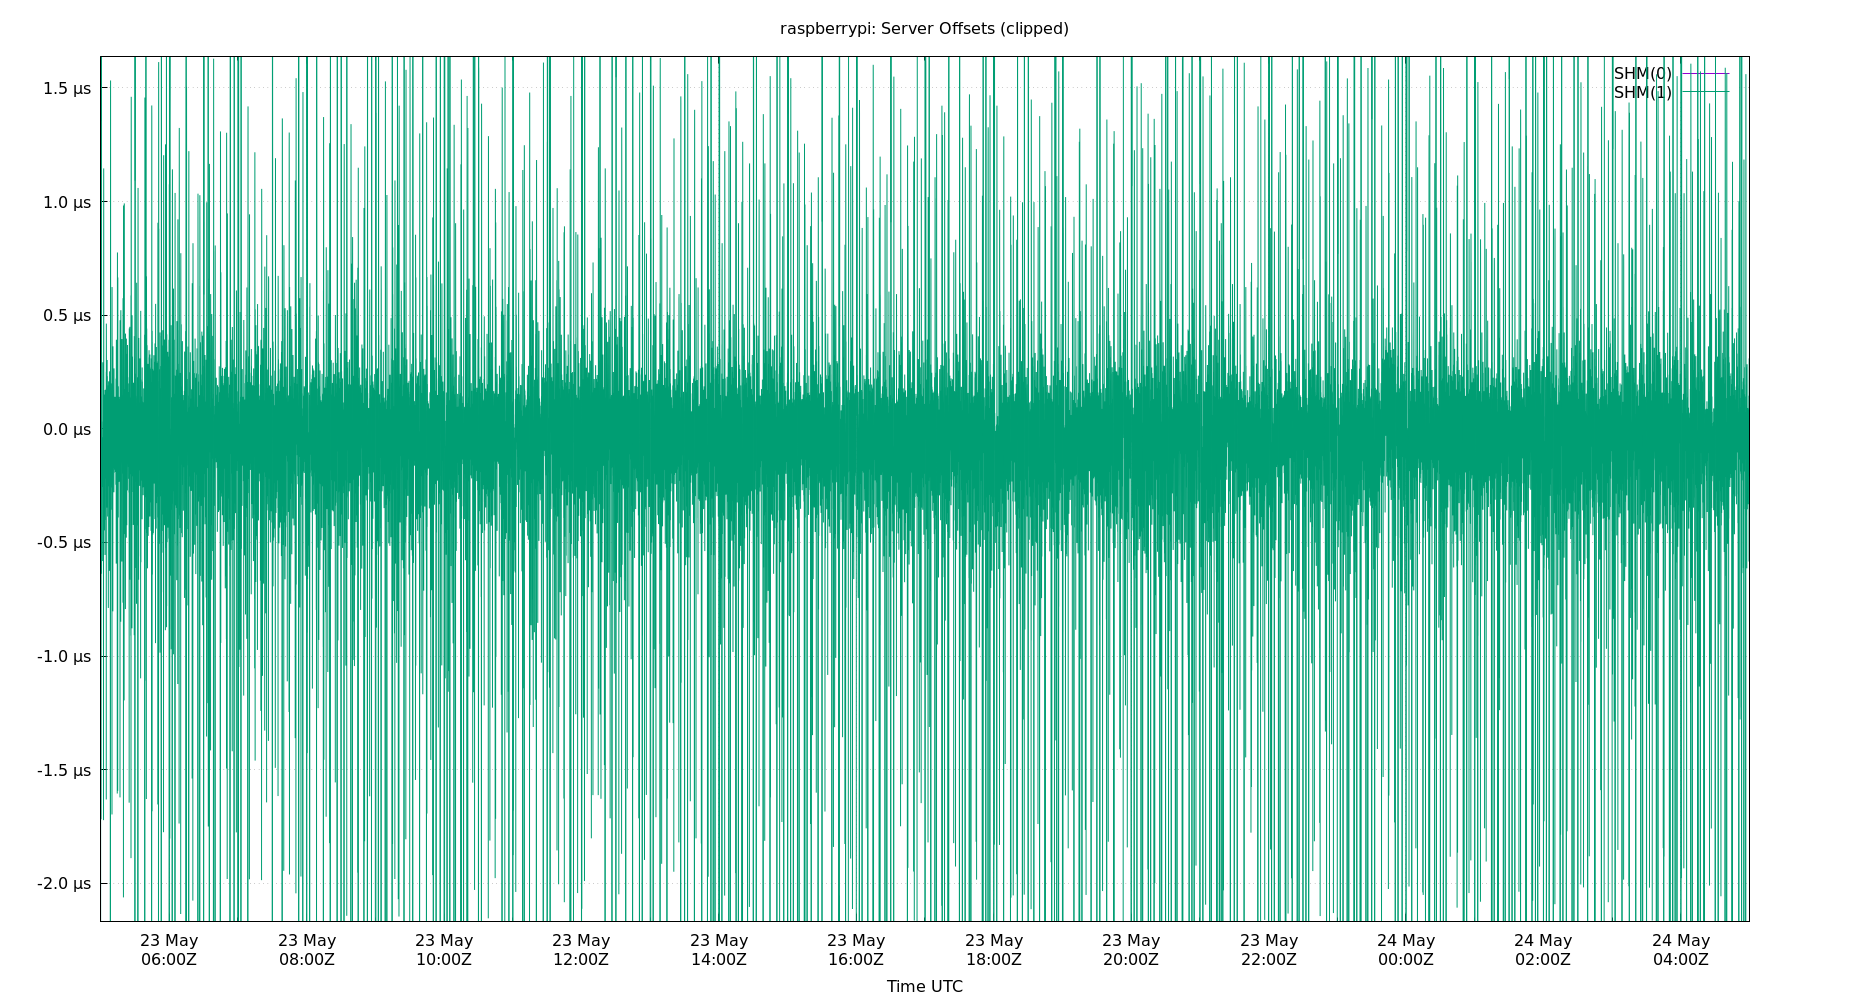 raspberrypi: Server Offsets (clipped)
SHM(0)
SHM(1)
1.5 µs
1.0 µs
0.5 µs
0.0 µs
-0.5 µs
-1.0 µs
-1.5 µs
-2.0 µs
23 May 23 May 23 May 23 May 23 May 23 May 23 May 23 May 23 May 24 May 24 May 24 May
06:00Z 08:00Z 10:00Z 12:00Z 14:00Z 16:00Z 18:00Z 20:00Z 22:00Z 00:00Z 02:00Z 04:00Z
Time UTC